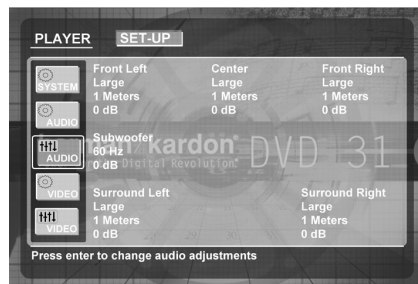 PLAYER SET-UP
SYSTEM
AUDIO
AUDIO
VIDEO
VIDEO
Front Left
Large
1 Meters
0 dB
Center
Large
1 Meters
0 dB
Front Right
Large
1 Meters
0 dB
Subwoofer
60 Hz
0 dB
kardon
Digital Revolution.
DVD 31
Surround Left
Large
1 Meters
0 dB
Surround Right
Large
1 Meters
0 dB
Press enter to change audio adjustments